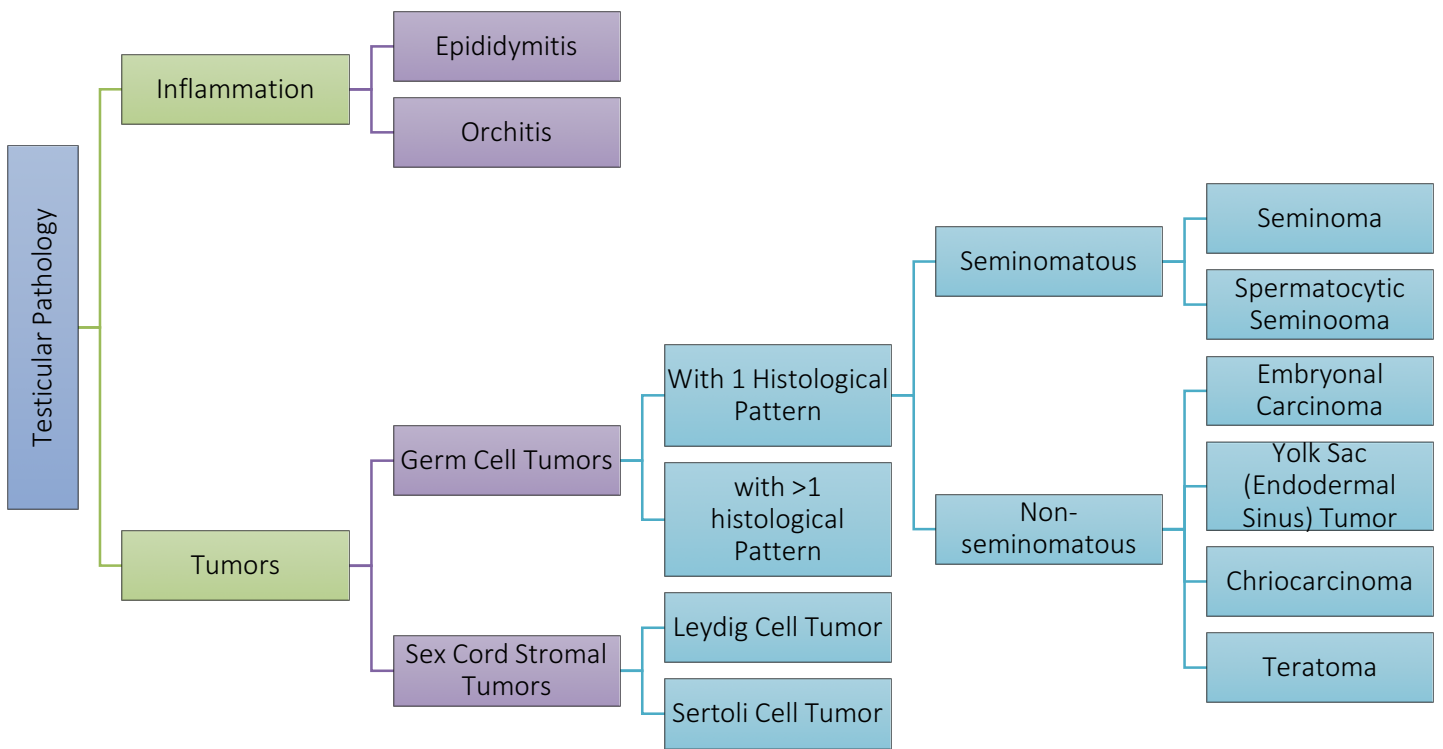 Testicular Pathology
Inflammation
Epididymitis
Orchitis
Tumors
Germ Cell Tumors
With 1 Histological
Pattern
Seminomatous
Seminoma
Spermatocytic
Seminooma
Non-
seminomatous
Embryonal
Carcinoma
Yolk Sac
(Endodermal
Sinus) Tumor
Chriocarcinoma
Teratoma
with >1
histological
Pattern
Sex Cord Stromal
Tumors
Leydig Cell Tumor
Sertoli Cell Tumor